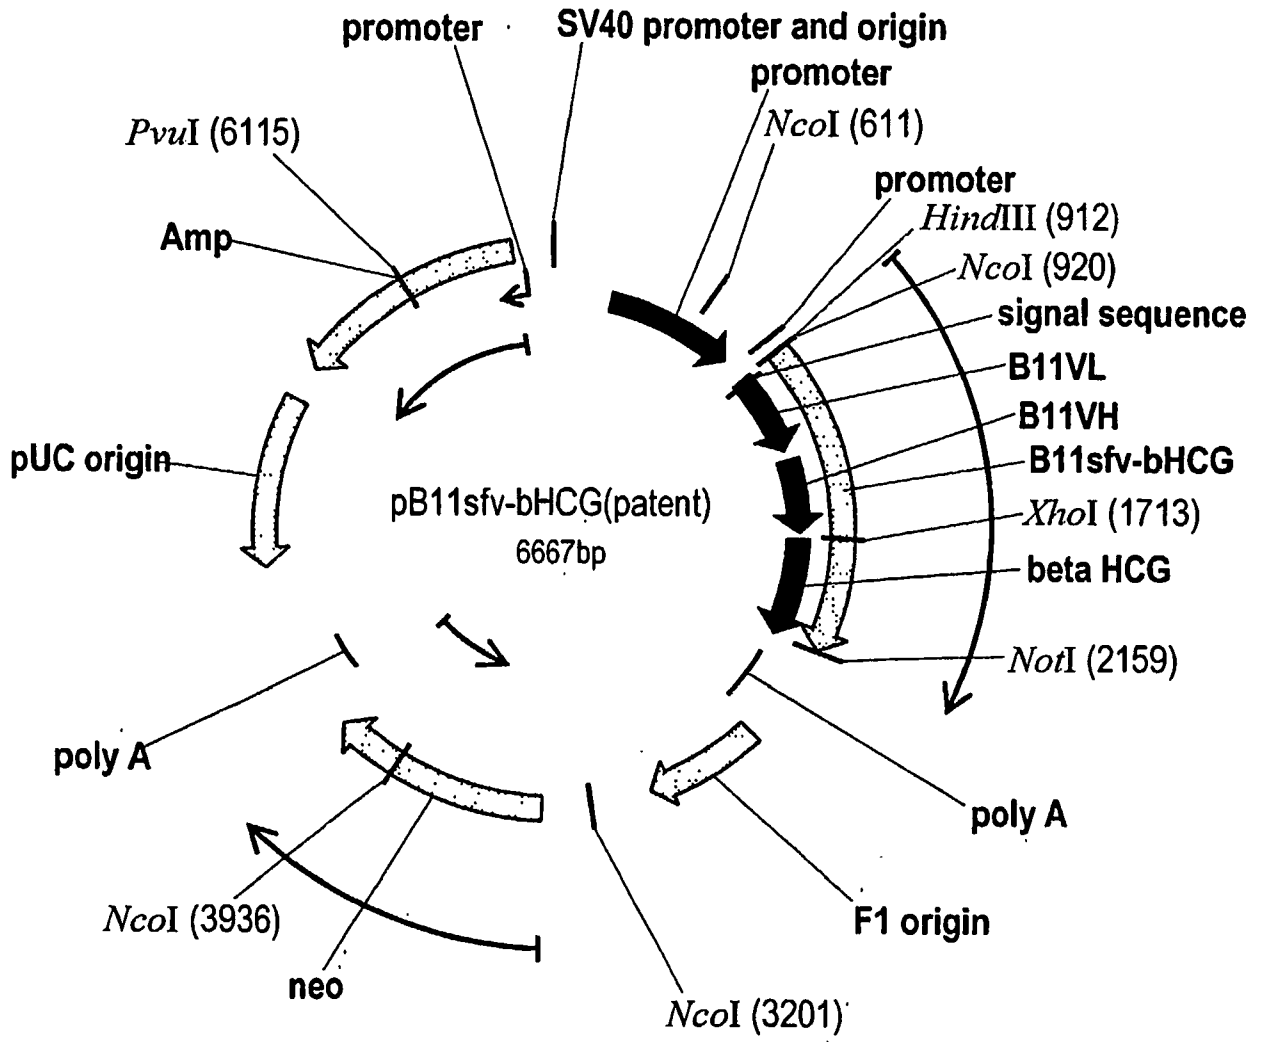 promoter
SV40 promoter and origin
promoter
NcoI (611)
PvuI (6115)
promoter
HindIII (912)
Amp
NcoI (920)
signal sequence
B11VL
B11VH
pUC origin
B11sfv-bHCG
pB11sfv-bHCG(patent)
6667bp
XhoI (1713)
beta HCG
NotI (2159)
poly A
poly A
NcoI (3936)
F1 origin
neo
NcoI (3201)